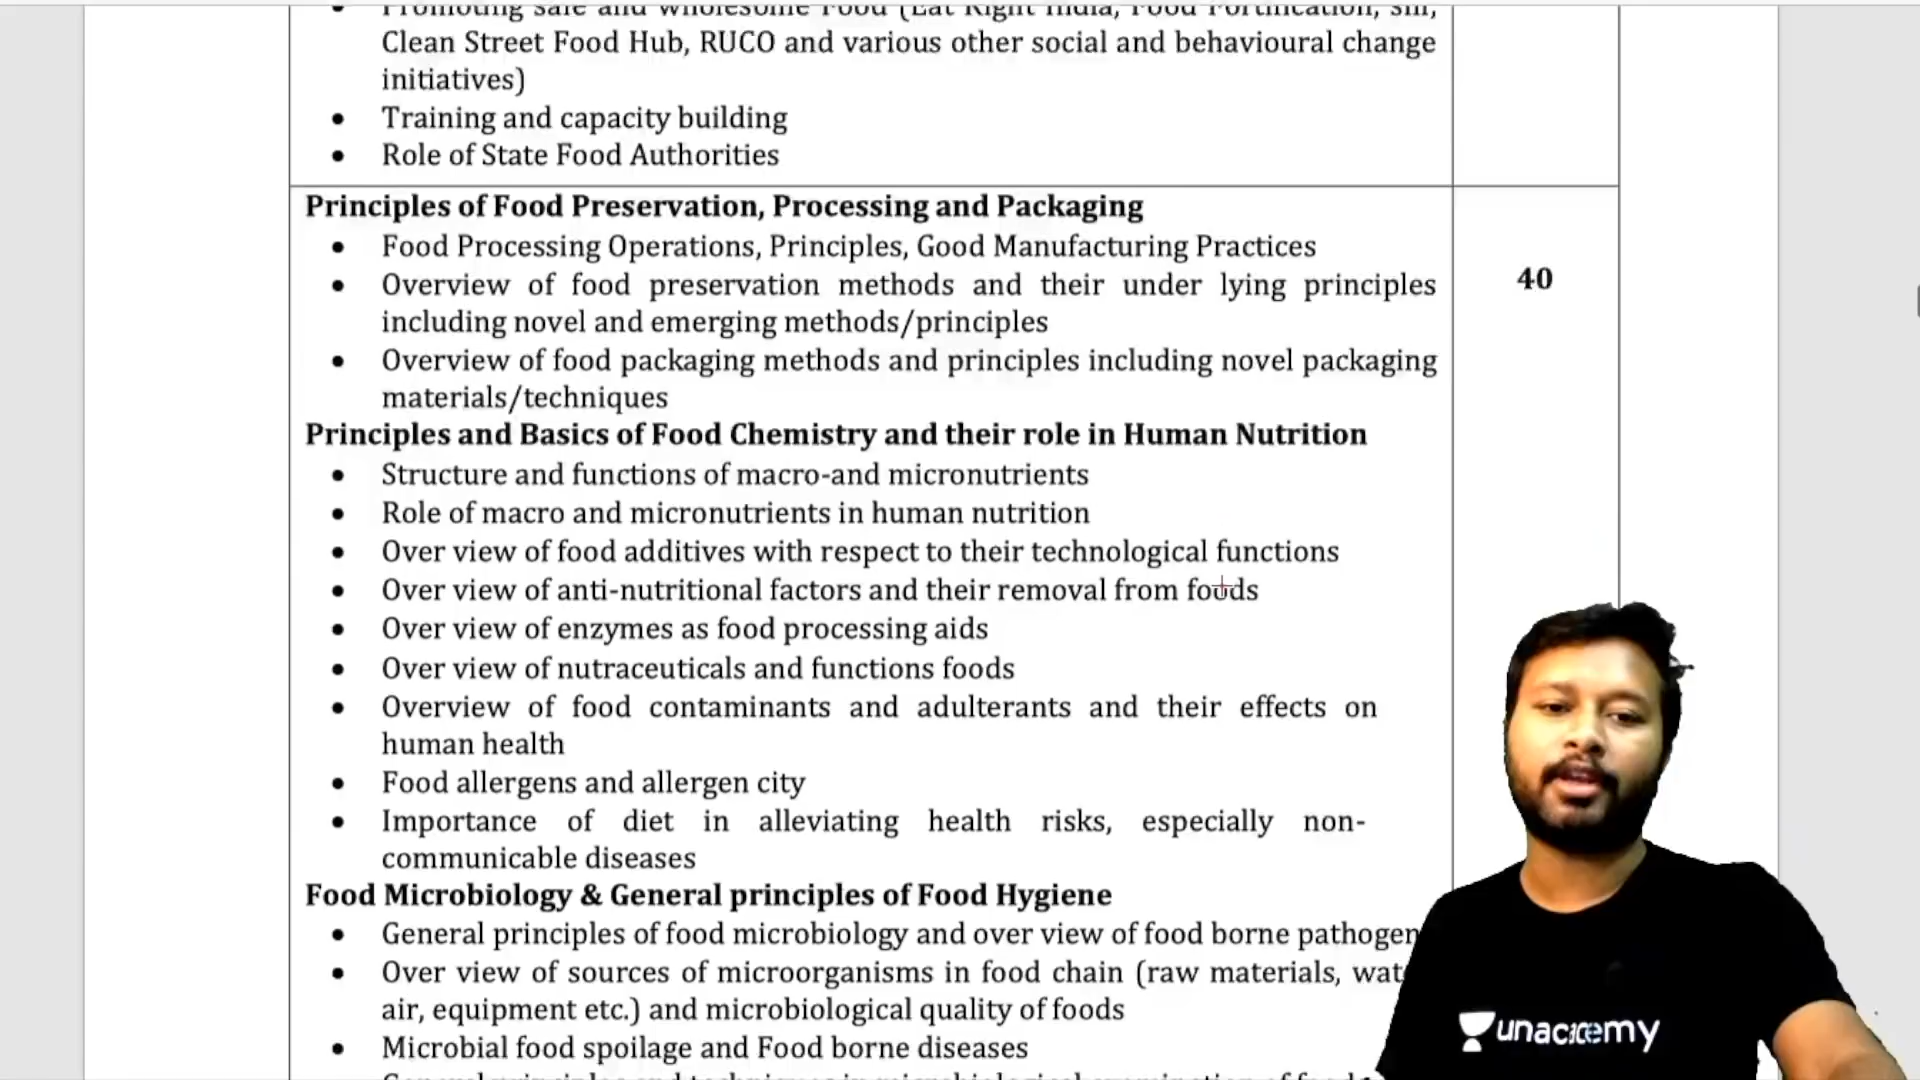 Promoting safe and wholesome Food (Eat Right India, Food Fortification,
Clean Street Food Hub, RUCO and various other social and behavioural change
initiatives)
• Training and capacity building
• Role of State Food Authorities
Principles of Food Preservation, Processing and Packaging
• Food Processing Operations, Principles, Good Manufacturing Practices
40
• Overview of food preservation methods and their under lying principles
including novel and emerging methods/principles
• Overview of food packaging methods and principles including novel packaging
materials/techniques
Principles and Basics of Food Chemistry and their role in Human Nutrition
• Structure and functions of macro-and micronutrients
• Role of macro and micronutrients in human nutrition
• Over view of food additives with respect to their technological functions
• Over view of anti-nutritional factors and their removal from foods
• Over view of enzymes as food processing aids
• Over view of nutraceuticals and functions foods
• Overview of food contaminants and adulterants and their effects on
human health
• Food allergens and allergen city
• Importance of diet in alleviating health risks, especially non-
communicable diseases
Food Microbiology & General principles of Food Hygiene
• General principles of food microbiology and over view of food borne pathogen
• Over view of sources of microorganisms in food chain (raw materials,
air, equipment etc.) and microbiological quality of foods
• Microbial food spoilage and Food borne diseases
unacademy